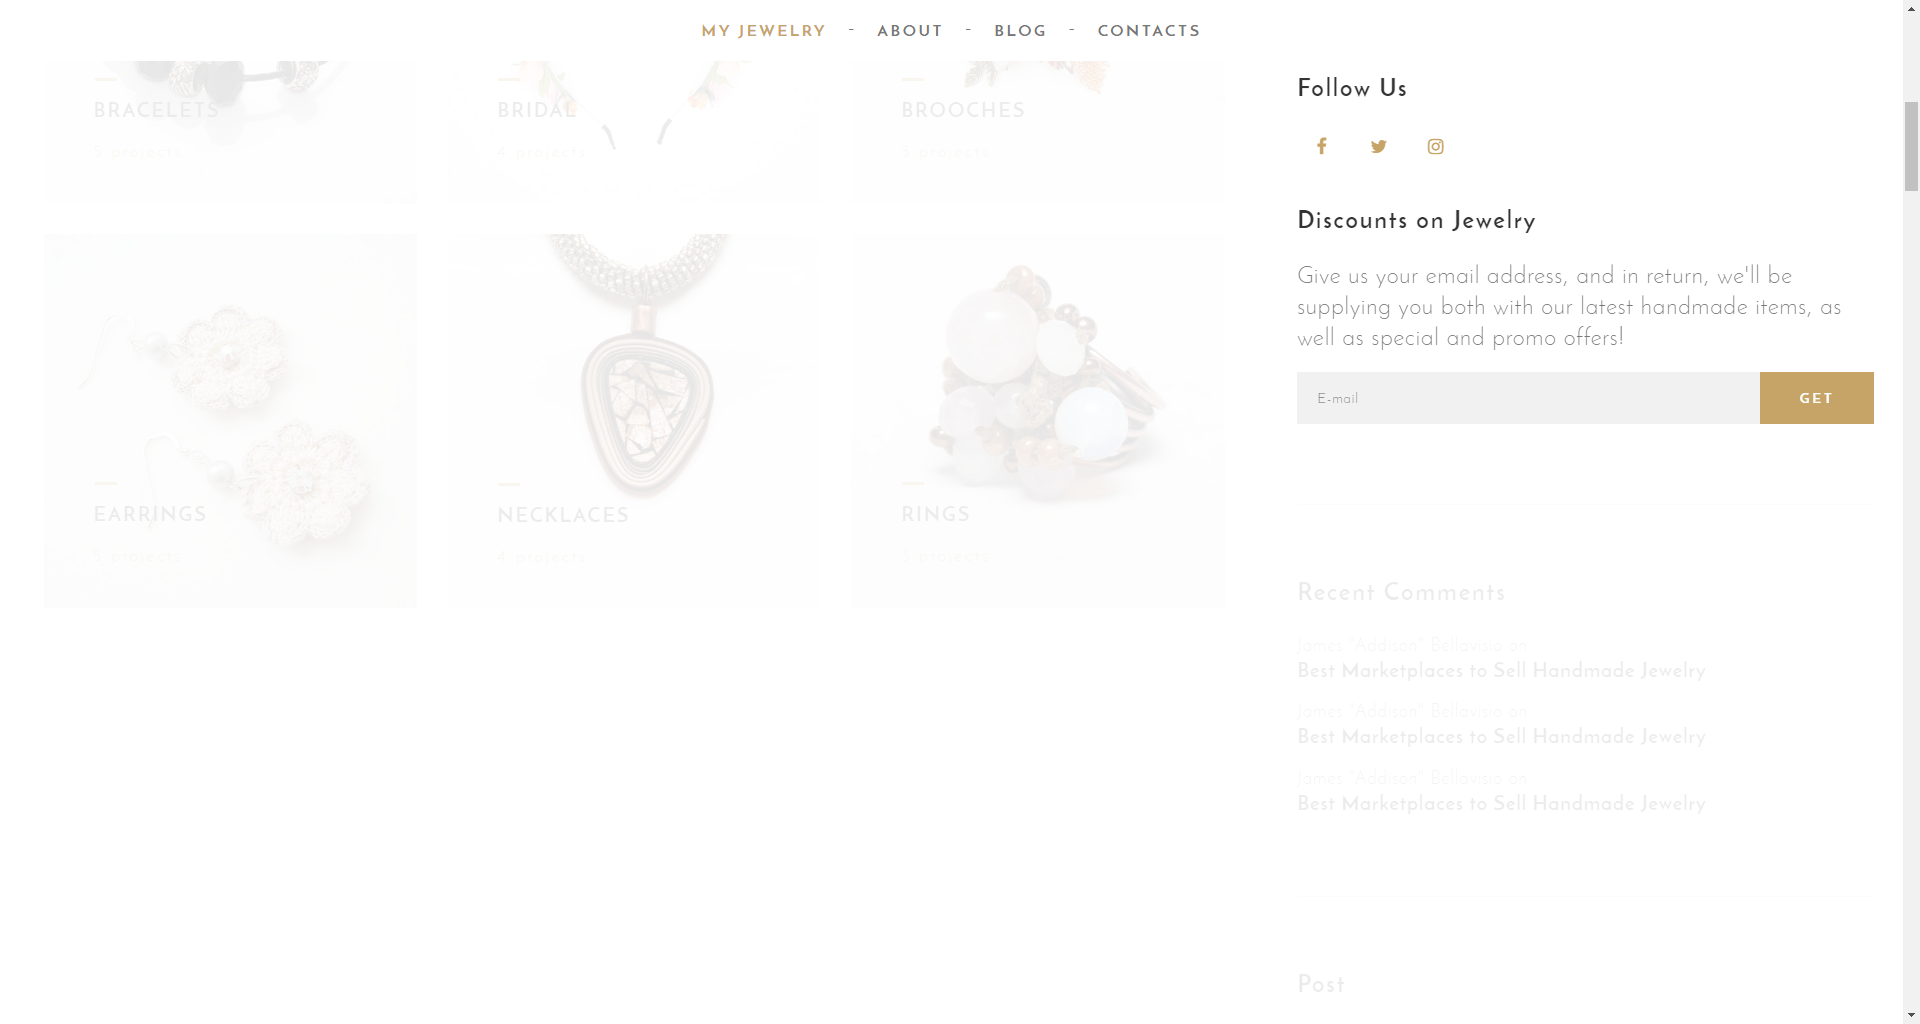 MY JEWELRY - ABOUT - BLOG - CONTACTS
BRACELETS
5 projects
BRIDAL
4 projects
BROOCHES
5 projects
EARRINGS
5 projects
NECKLACES
4 projects
RINGS
5 projects
Follow Us
Discounts on Jewelry
Give us your email address, and in return, we'll be
supplying you both with our latest handmade items, as
well as special and promo offers!
E-mail
GET
Recent Comments
James "Addison" Bellavisio on
Best Marketplaces to Sell Handmade Jewelry
James "Addison" Bellavisio on
Best Marketplaces to Sell Handmade Jewelry
James "Addison" Bellavisio on
Best Marketplaces to Sell Handmade Jewelry
Post